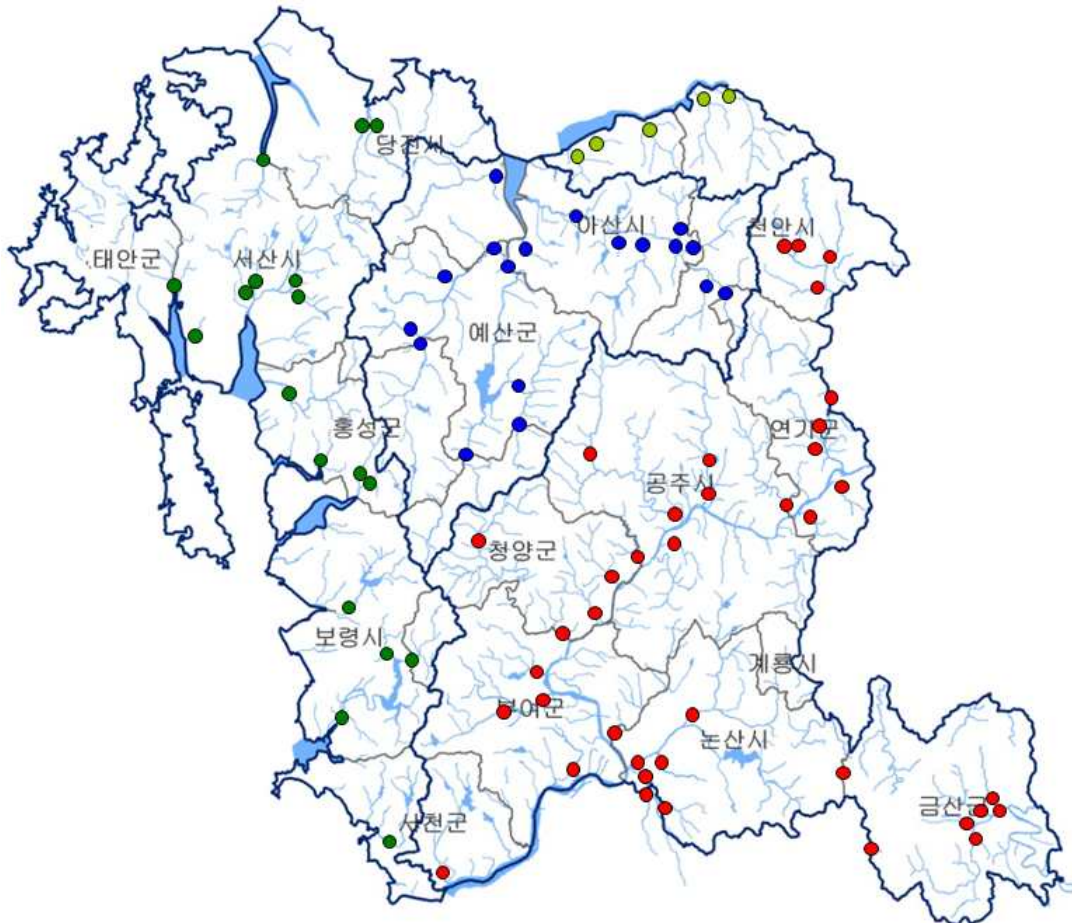 당진시
아산시
천안시
.태안군
서산시
예산군
홍성군
연기군
공주시
청양군
보령시
계룡시
부여군
논산시
금산군
서천군